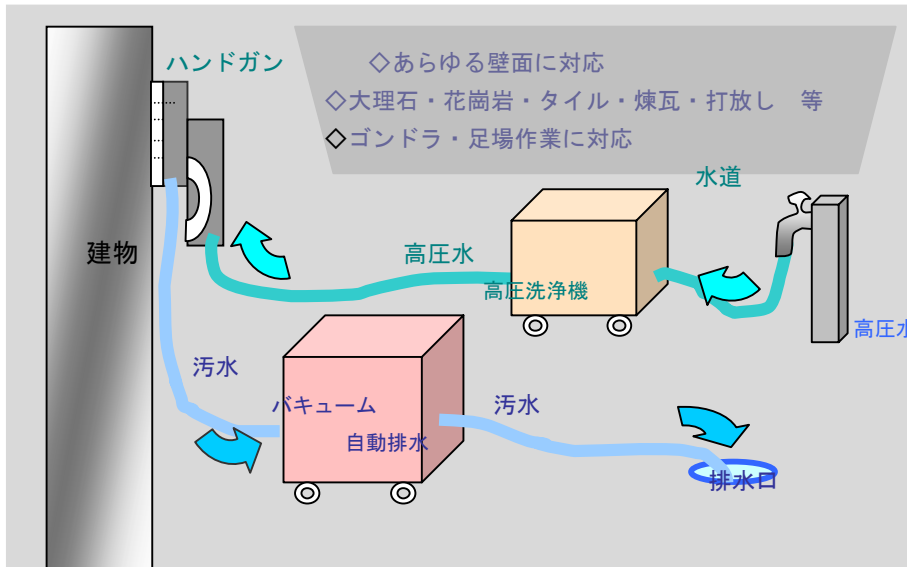 ハンドガン
◇あらゆる壁面に対応
◇大理石・花崗岩・タイル・煉瓦・打放し　等
◇ゴンドラ・足場作業に対応
水道
建物
高圧水
高圧洗浄機
高圧水
汚水
バキューム
汚水
自動排水
排水口